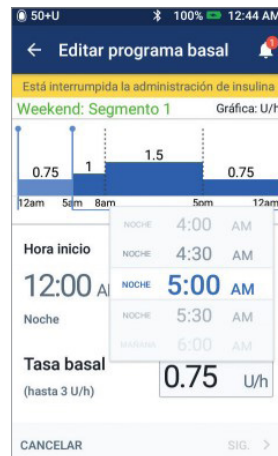 50+U 100% 12:44 AM
Editar programa basal
Está interrumpida la administración de insulina
Weekend: Segmento 1 Gráfica: U/h
0.75 1 1.5 0.75
12am 5am 8am 5pm 12am
NOCHE 4:00 AM
NOCHE 4:30 AM
Hora inicio
12:00 A NOCHE 5:00 AM
Noche NOCHE 5:30 AM
MAÑANA 6:00 AM
Tasa basal
(hasta 3 U/h) 0.75 U/h
CANCELAR SIG.